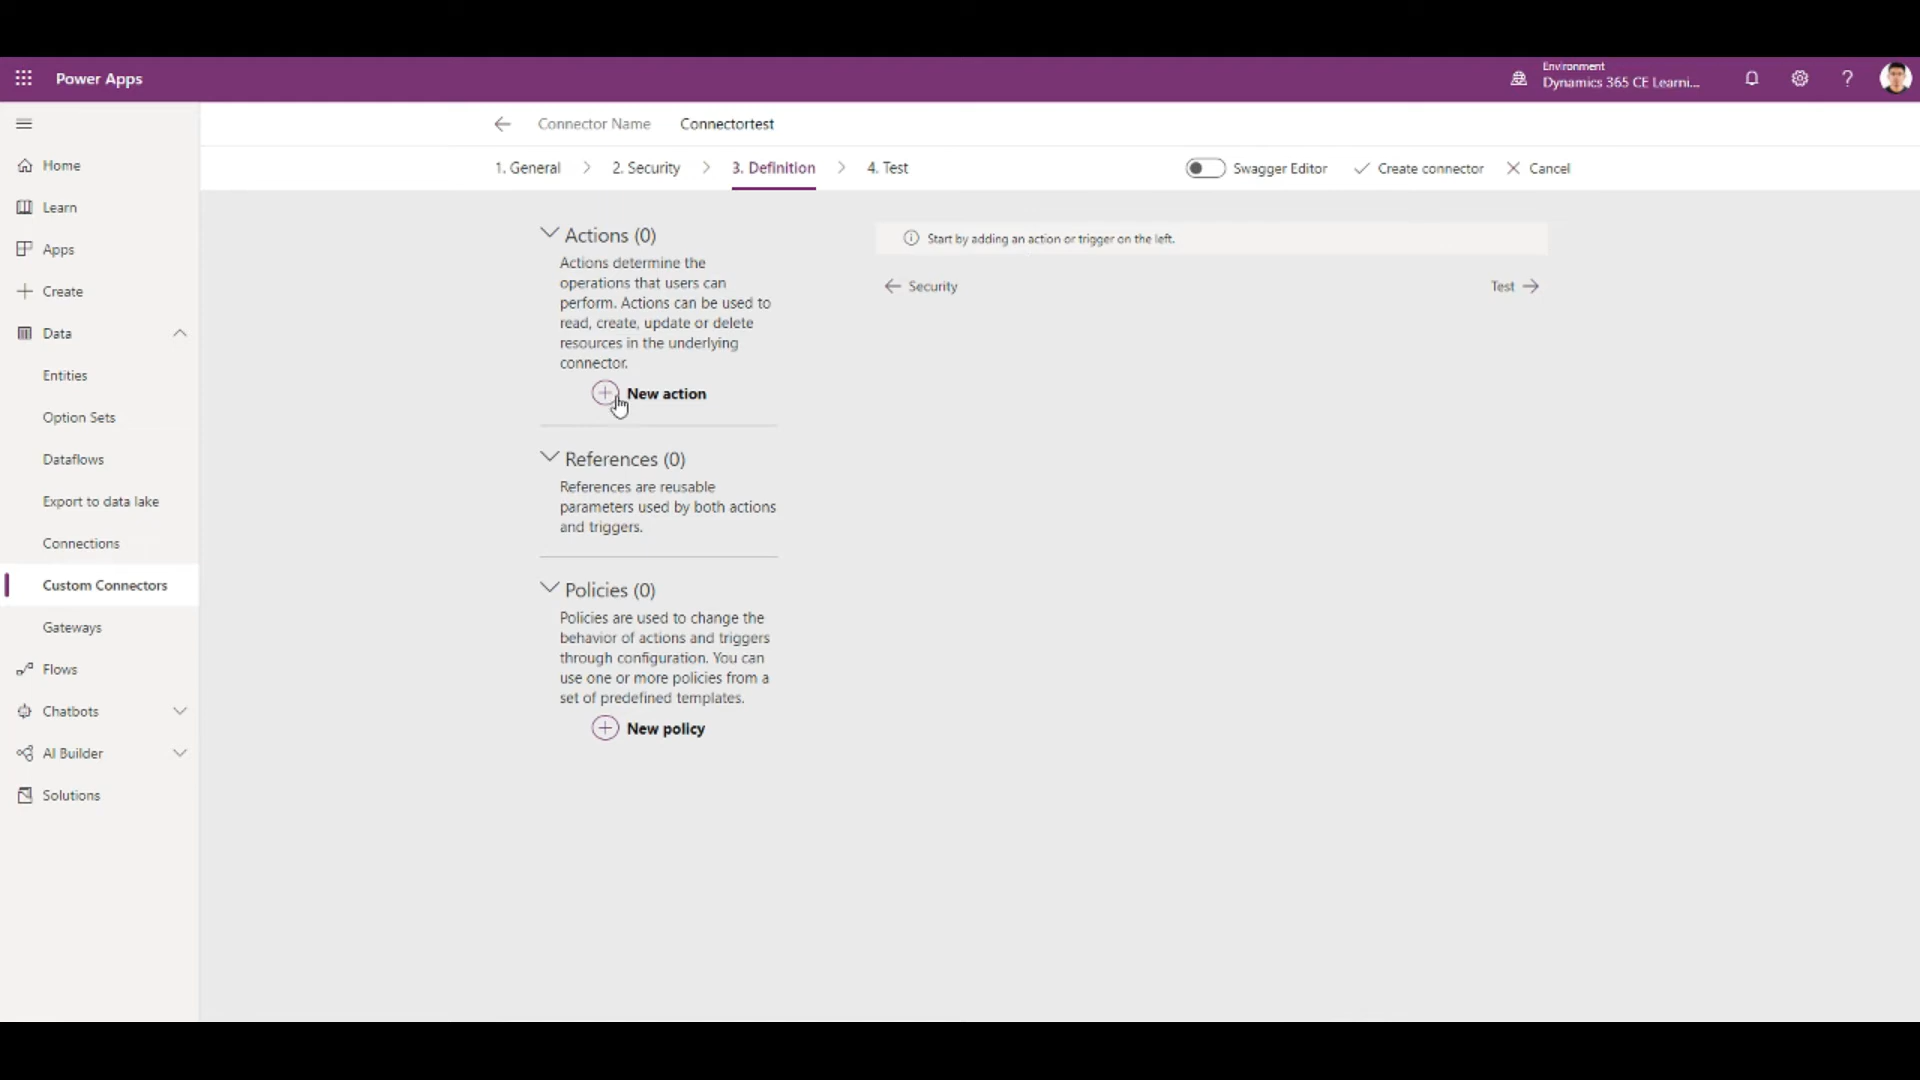 Power Apps
Environment
Dynamics 365 CE Learni...
?
Connector Name Connectortest
1. General 2. Security 3. Definition 4. Test
Swagger Editor Create connector Cancel
Home
Learn
Apps
Create
Data
Entities
Option Sets
Dataflows
Export to data lake
Connections
Custom Connectors
Gateways
Flows
Chatbots
AI Builder
Solutions
Actions (0)
Actions determine the
operations that users can
perform. Actions can be used to
read, create, update or delete
resources in the underlying
connector.
New action
References (0)
References are reusable
parameters used by both actions
and triggers.
Policies (0)
Policies are used to change the
behavior of actions and triggers
through configuration. You can
use one or more policies from a
set of predefined templates.
New policy
Start by adding an action or trigger on the left.
Security
Test